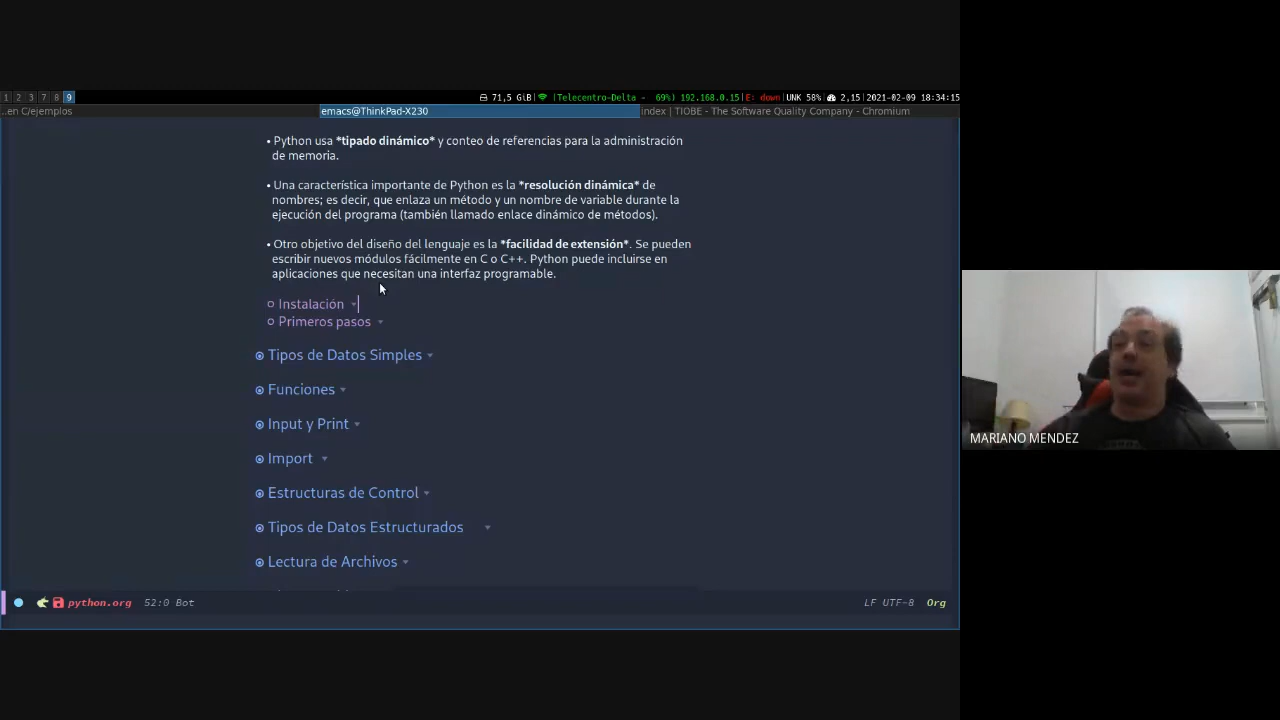 1 2 3 7 8 9
71,5 GiB |Telecentro-Delta - 69%) 192.168.0.15|E: down|UNK 58%| 2,15|2021-02-09 18:34:15
..en C/ejemplos
emacs@ThinkPad-X230
index | TIOBE - The Software Quality Company - Chromium
• Python usa *tipado dinámico* y conteo de referencias para la administración
de memoria.
• Una característica importante de Python es la *resolución dinámica* de
nombres; es decir, que enlaza un método y un nombre de variable durante la
ejecución del programa (también llamado enlace dinámico de métodos).
• Otro objetivo del diseño del lenguaje es la *facilidad de extensión*. Se pueden
escribir nuevos módulos fácilmente en C o C++. Python puede incluirse en
aplicaciones que necesitan una interfaz programable.
Instalación
Primeros pasos
Tipos de Datos Simples
Funciones
Input y Print
Import
Estructuras de Control
Tipos de Datos Estructurados
Lectura de Archivos
python.org 52:0 Bot
LF UTF-8 Org
MARIANO MENDEZ